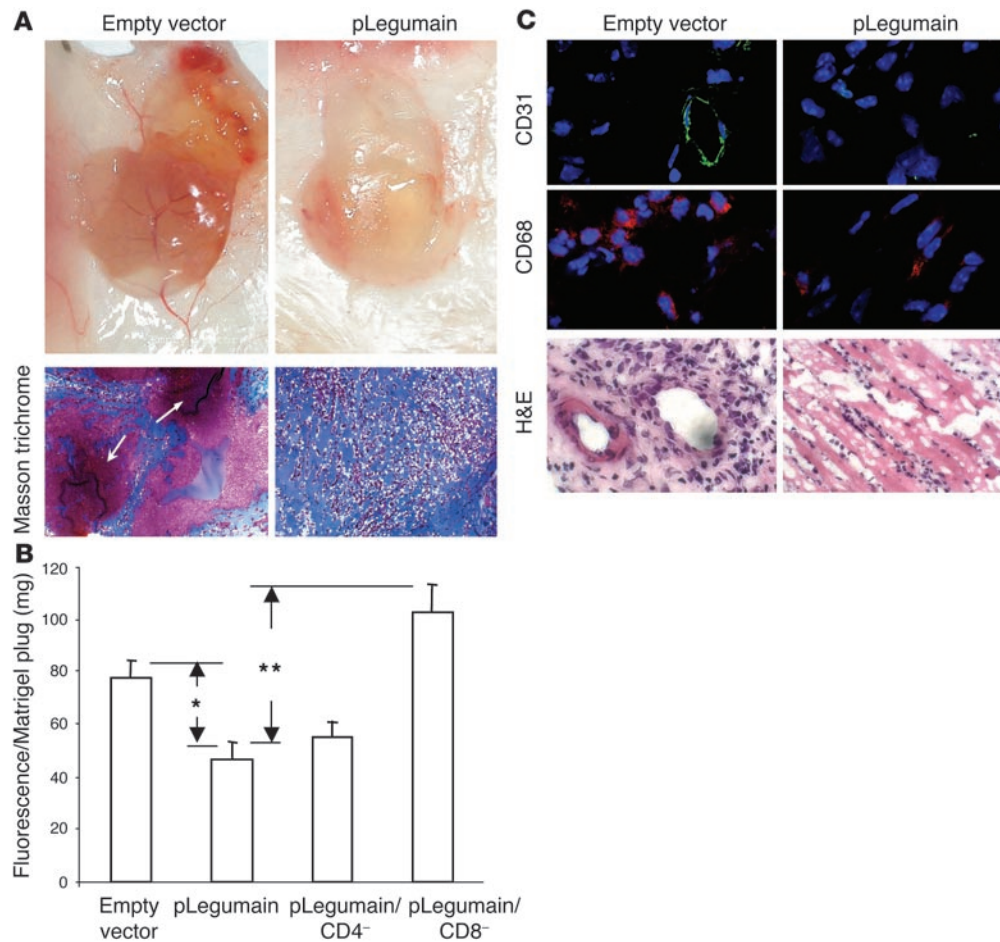 A
Empty vector
pLegumain
Masson trichrome
B
Fluorescence/Matrigel plug (mg)
120
100
80
60
40
20
0
*
**
Empty
vector
pLegumain
pLegumain/
CD4⁻
pLegumain/
CD8⁻
C
Empty vector
pLegumain
CD31
CD68
H&E